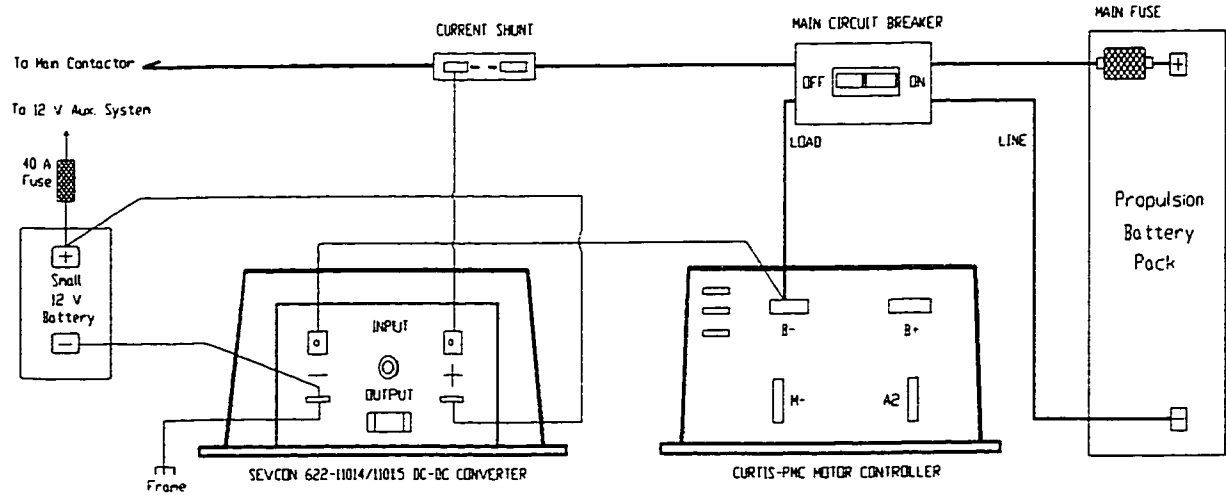 MAIN FUSE
MAIN CIRCUIT BREAKER
CURRENT SHUNT
To Main Contactor
OFF
ON
+
To 12 V Aux. System
LOAD
LINE
40 A
Fuse
Propulsion
Battery
Pack
+
Small
12 V
Battery
-
INPUT
- +
OUTPUT
B-
B+
M-
A2
-
SEVCON 622-11014/11015 DC-DC CONVERTER
CURTIS-PMC MOTOR CONTROLLER
Frame